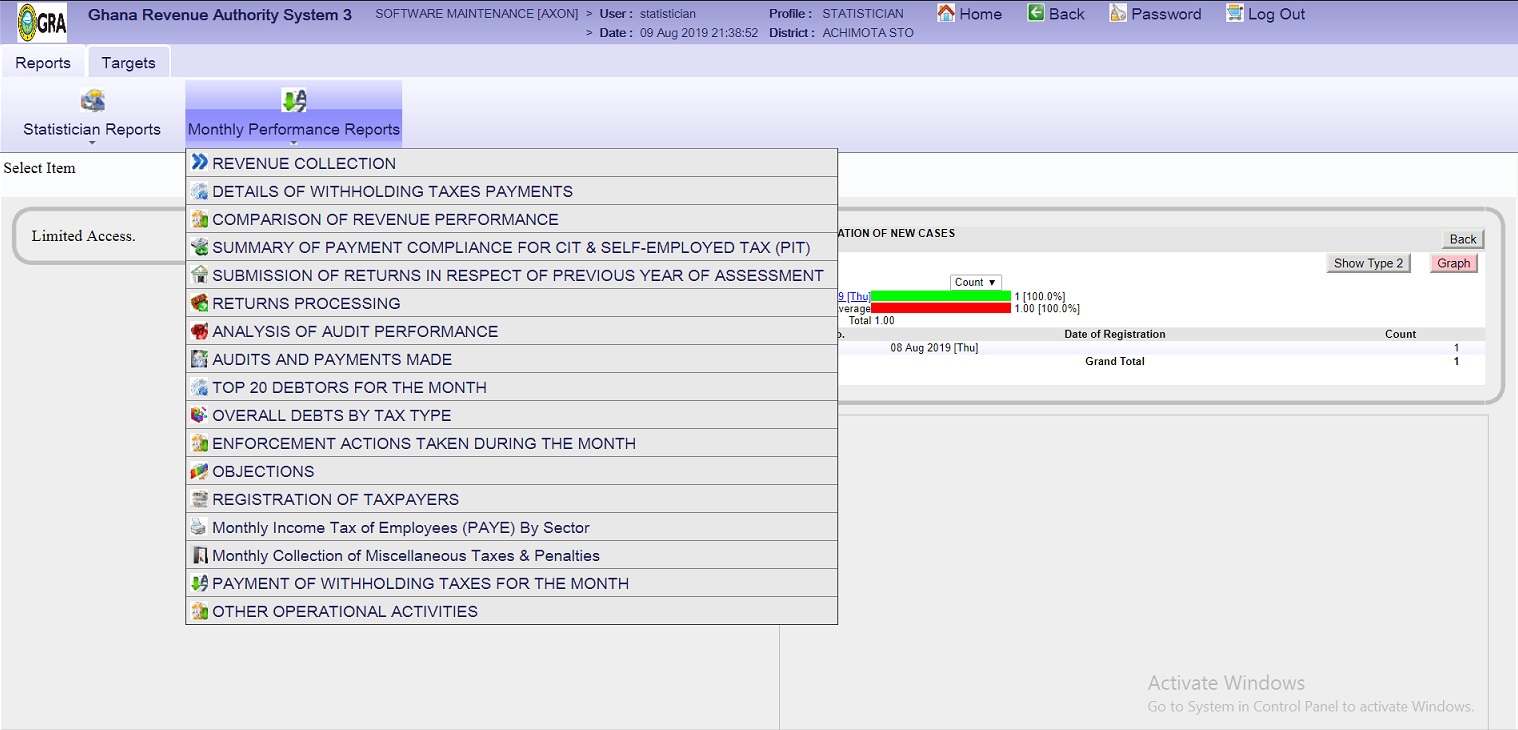 GRA
Ghana Revenue Authority System 3
SOFTWARE MAINTENANCE [AXON] > User : statistician Profile : STATISTICIAN
> Date : 09 Aug 2019 21:38:52 District : ACHIMOTA STO
Home Back Password Log Out
Reports Targets
Statistician Reports Monthly Performance Reports
Select Item
Limited Access.
REVENUE COLLECTION
DETAILS OF WITHHOLDING TAXES PAYMENTS
COMPARISON OF REVENUE PERFORMANCE
SUMMARY OF PAYMENT COMPLIANCE FOR CIT & SELF-EMPLOYED TAX (PIT)
SUBMISSION OF RETURNS IN RESPECT OF PREVIOUS YEAR OF ASSESSMENT
RETURNS PROCESSING
ANALYSIS OF AUDIT PERFORMANCE
AUDITS AND PAYMENTS MADE
TOP 20 DEBTORS FOR THE MONTH
OVERALL DEBTS BY TAX TYPE
ENFORCEMENT ACTIONS TAKEN DURING THE MONTH
OBJECTIONS
REGISTRATION OF TAXPAYERS
Monthly Income Tax of Employees (PAYE) By Sector
Monthly Collection of Miscellaneous Taxes & Penalties
PAYMENT OF WITHHOLDING TAXES FOR THE MONTH
OTHER OPERATIONAL ACTIVITIES
ATION OF NEW CASES
Back
Show Type 2 Graph
Count ▼
9 [Thu] 1 [100.0%]
verage 1.00 [100.0%]
Total 1.00
o. Date of Registration Count
08 Aug 2019 [Thu] 1
Grand Total 1
Activate Windows
Go to System in Control Panel to activate Windows.